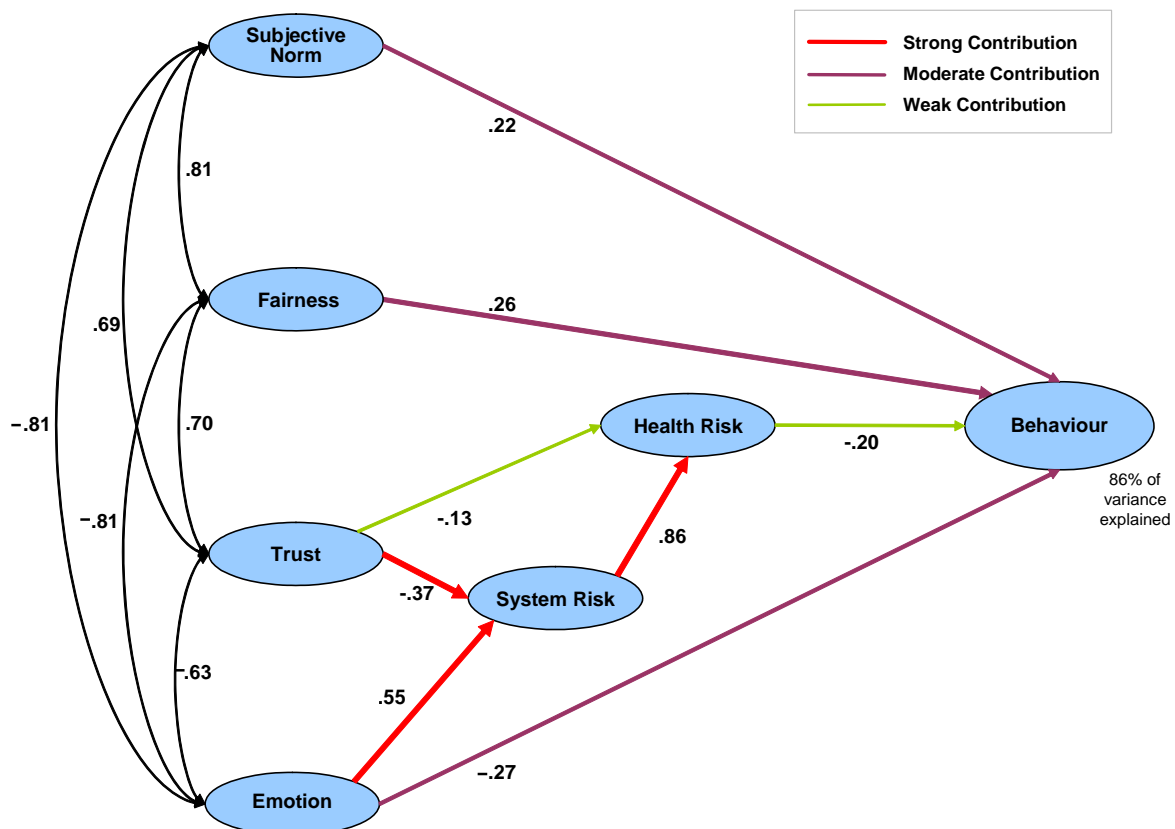 Subjective
Norm
Strong Contribution
Moderate Contribution
Weak Contribution
.22
.81
Fairness
.26
.69
−.81
.70
Health Risk
-.20
Behaviour
86% of
variance
explained
−.81
-.13
Trust
.86
-.37
System Risk
−.63
.55
−.27
Emotion